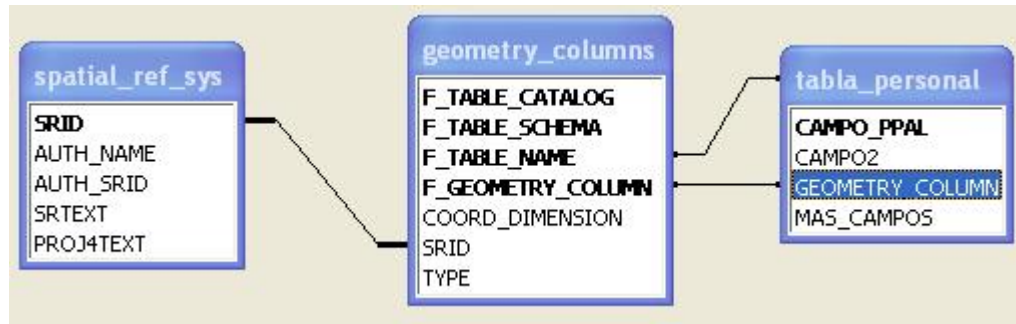 spatial_ref_sys
SRID
AUTH_NAME
AUTH_SRID
SRTEXT
PROJ4TEXT
geometry_columns
F_TABLE_CATALOG
F_TABLE_SCHEMA
F_TABLE_NAME
F_GEOMETRY_COLUMN
COORD_DIMENSION
SRID
TYPE
tabla_personal
CAMPO_PPAL
CAMPO2
GEOMETRY_COLUMN
MAS_CAMPOS